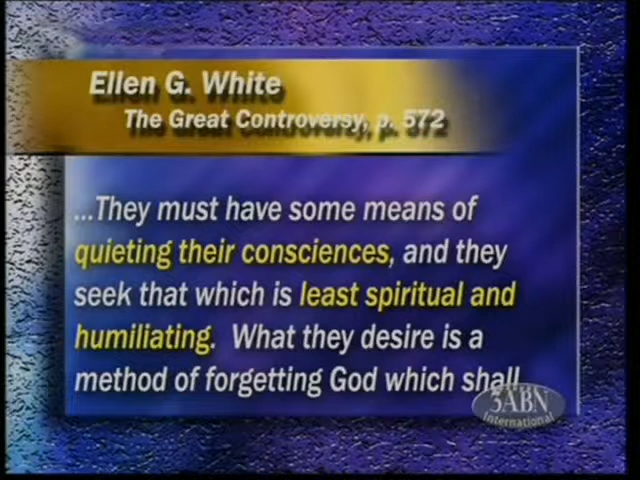 Ellen G. White
The Great Controversy, p. 572
...They must have some means of
quieting their consciences, and they
seek that which is least spiritual and
humiliating. What they desire is a
method of forgetting God which shall
3ABN
International